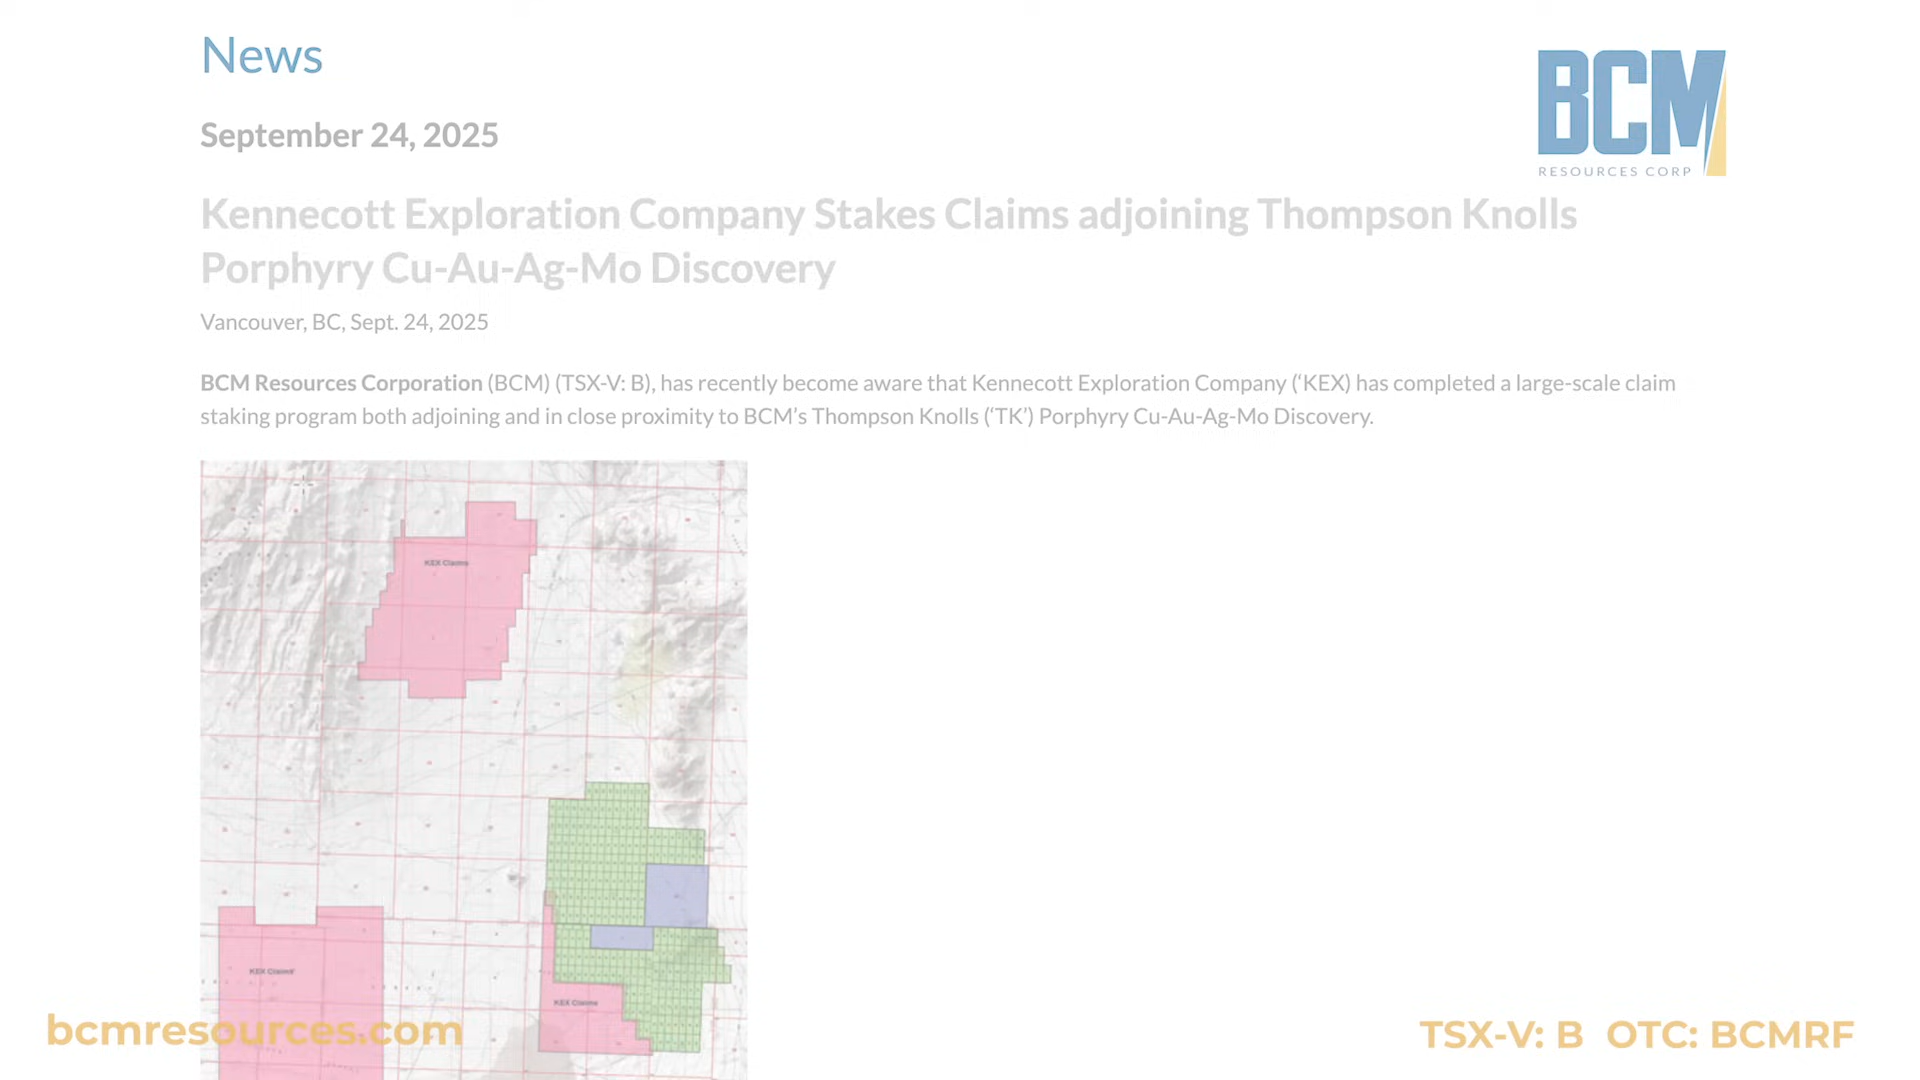 News
BCM
RESOURCES CORP
September 24, 2025
Kennecott Exploration Company Stakes Claims adjoining Thompson Knolls
Porphyry Cu-Au-Ag-Mo Discovery
Vancouver, BC, Sept. 24, 2025
BCM Resources Corporation (BCM) (TSX-V: B), has recently become aware that Kennecott Exploration Company (‘KEX) has completed a large-scale claim
staking program both adjoining and in close proximity to BCM’s Thompson Knolls (‘TK’) Porphyry Cu-Au-Ag-Mo Discovery.
KEX Claims
KEX Claims
KEX Claims
bcmresources.com
TSX-V: B OTC: BCMRF